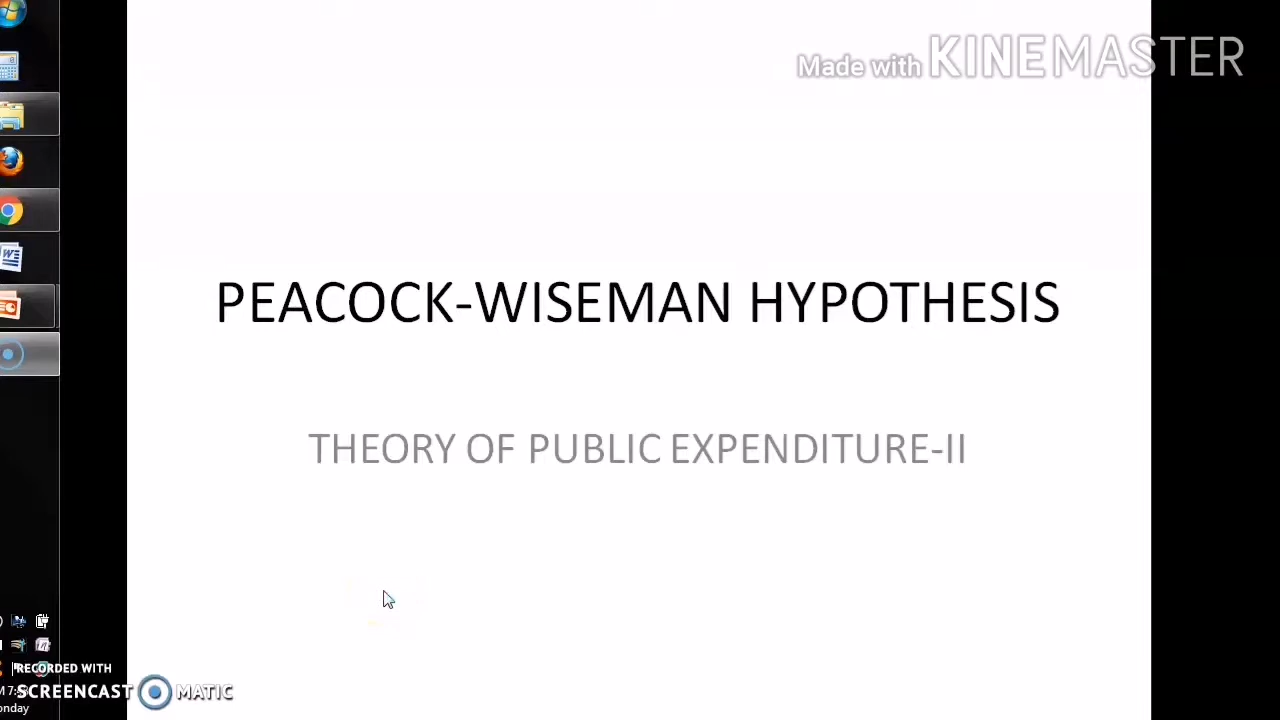 Made with KINEMASTER
PEACOCK-WISEMAN HYPOTHESIS
THEORY OF PUBLIC EXPENDITURE-II
RECORDED WITH
SCREENCAST MATIC